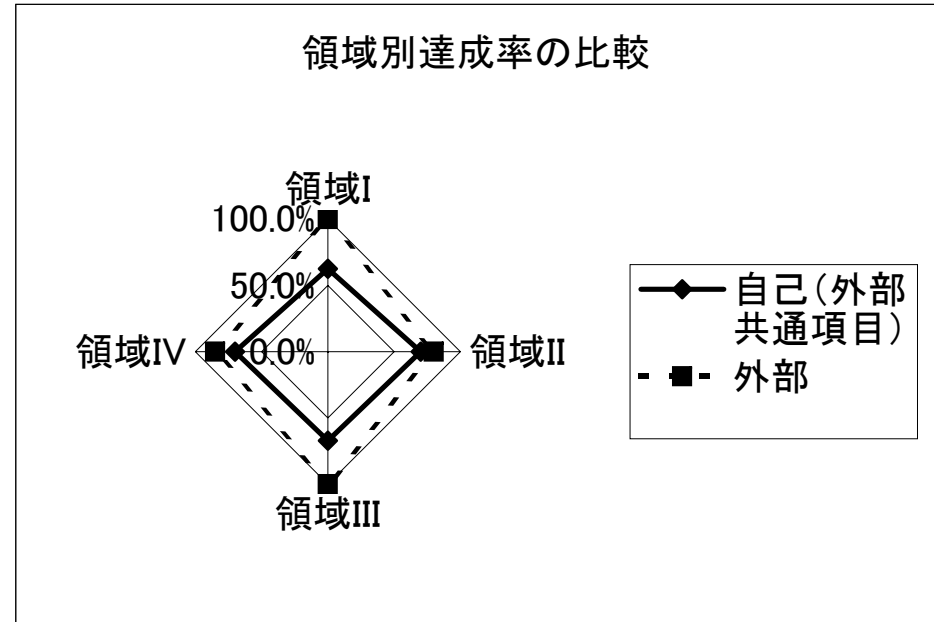 領域別達成率の比較
領域I
100.0%
50.0%
領域IV
0.0%
領域II
領域III
自己(外部
共通項目)
外部